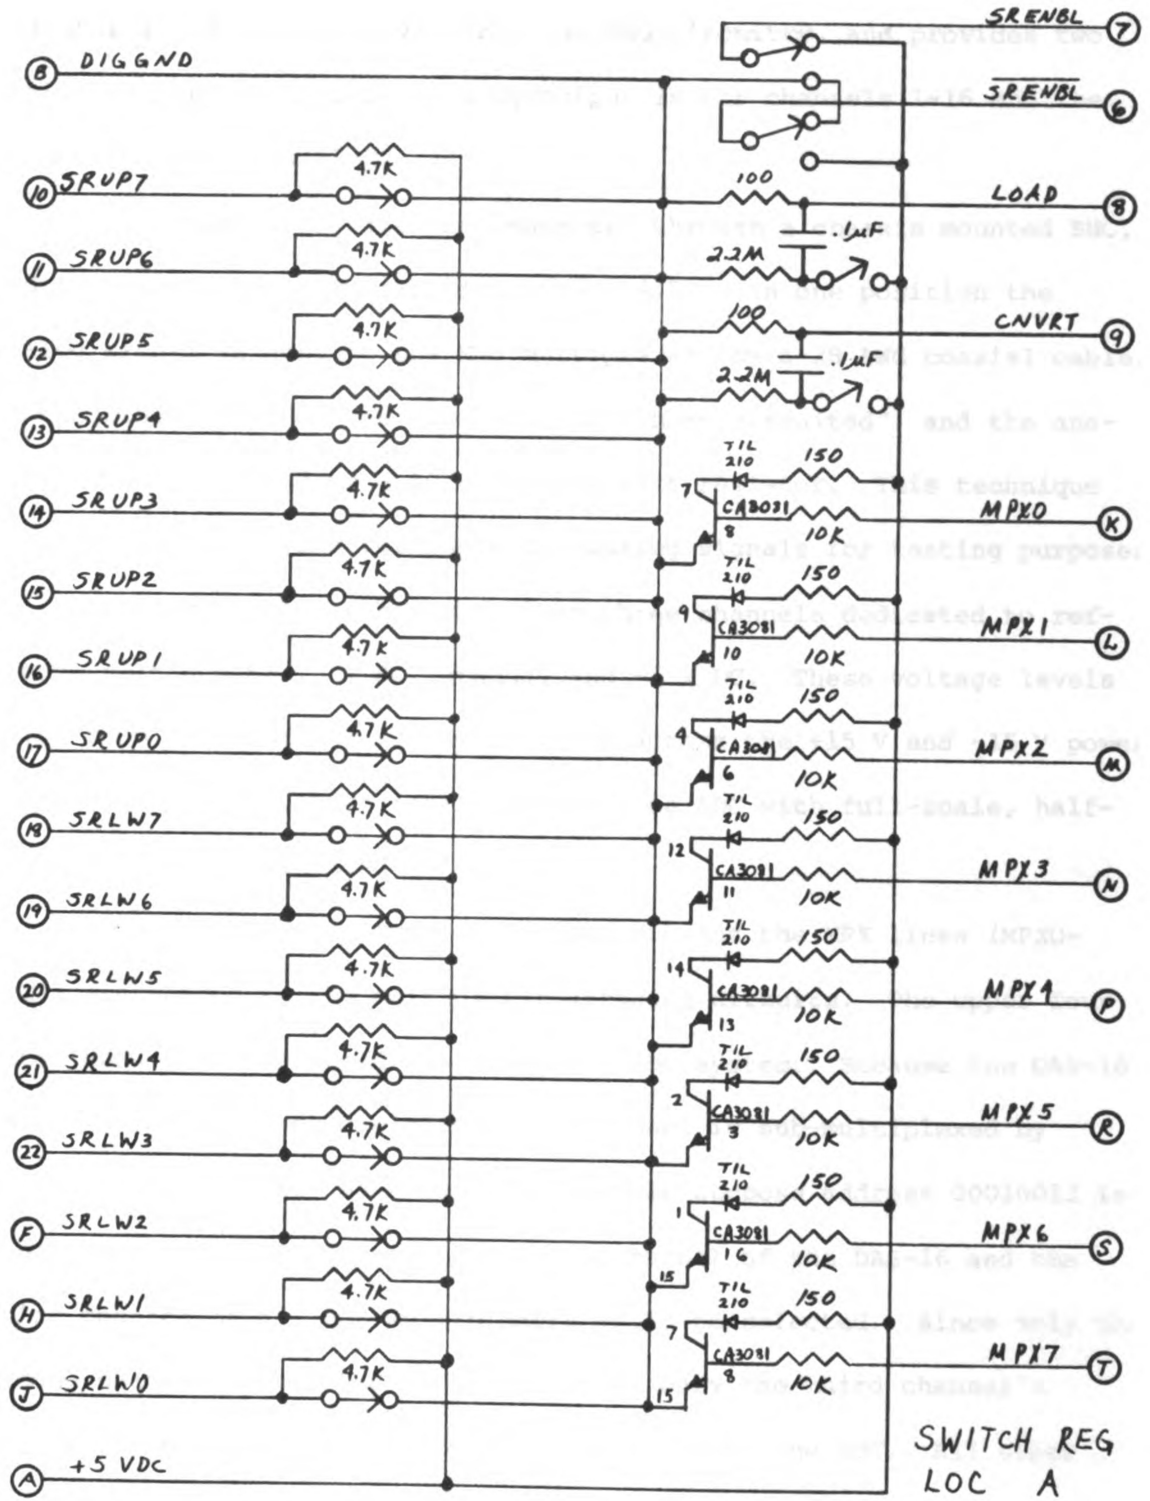 SRENBL 7
B DIGGND
SRENBL 6
10 SRUP7 4.7K
100 LOAD 8
11 SRUP6 4.7K
2.2M .1µF
12 SRUP5 4.7K
100 CNVRT 9
2.2M .1µF
13 SRUP4 4.7K
14 SRUP3 4.7K
TIL 210 150
7 CA3081 8 10K MPX0 K
15 SRUP2 4.7K
TIL 210 150
9 CA3081 10 10K MPX1 L
16 SRUP1 4.7K
TIL 210 150
4 CA3081 6 10K MPX2 M
17 SRUP0 4.7K
18 SRLW7 4.7K
TIL 210 150
12 CA3081 11 10K MPX3 N
19 SRLW6 4.7K
TIL 210 150
14 CA3081 13 10K MPX4 P
20 SRLW5 4.7K
21 SRLW4 4.7K
TIL 210 150
2 CA3081 3 10K MPX5 R
22 SRLW3 4.7K
TIL 210 150
1 CA3081 16 15 10K MPX6 S
F SRLW2 4.7K
H SRLW1 4.7K
TIL 210 150
7 CA3081 8 15 10K MPX7 T
J SRLW0 4.7K
A +5 VDC
SWITCH REG
LOC A